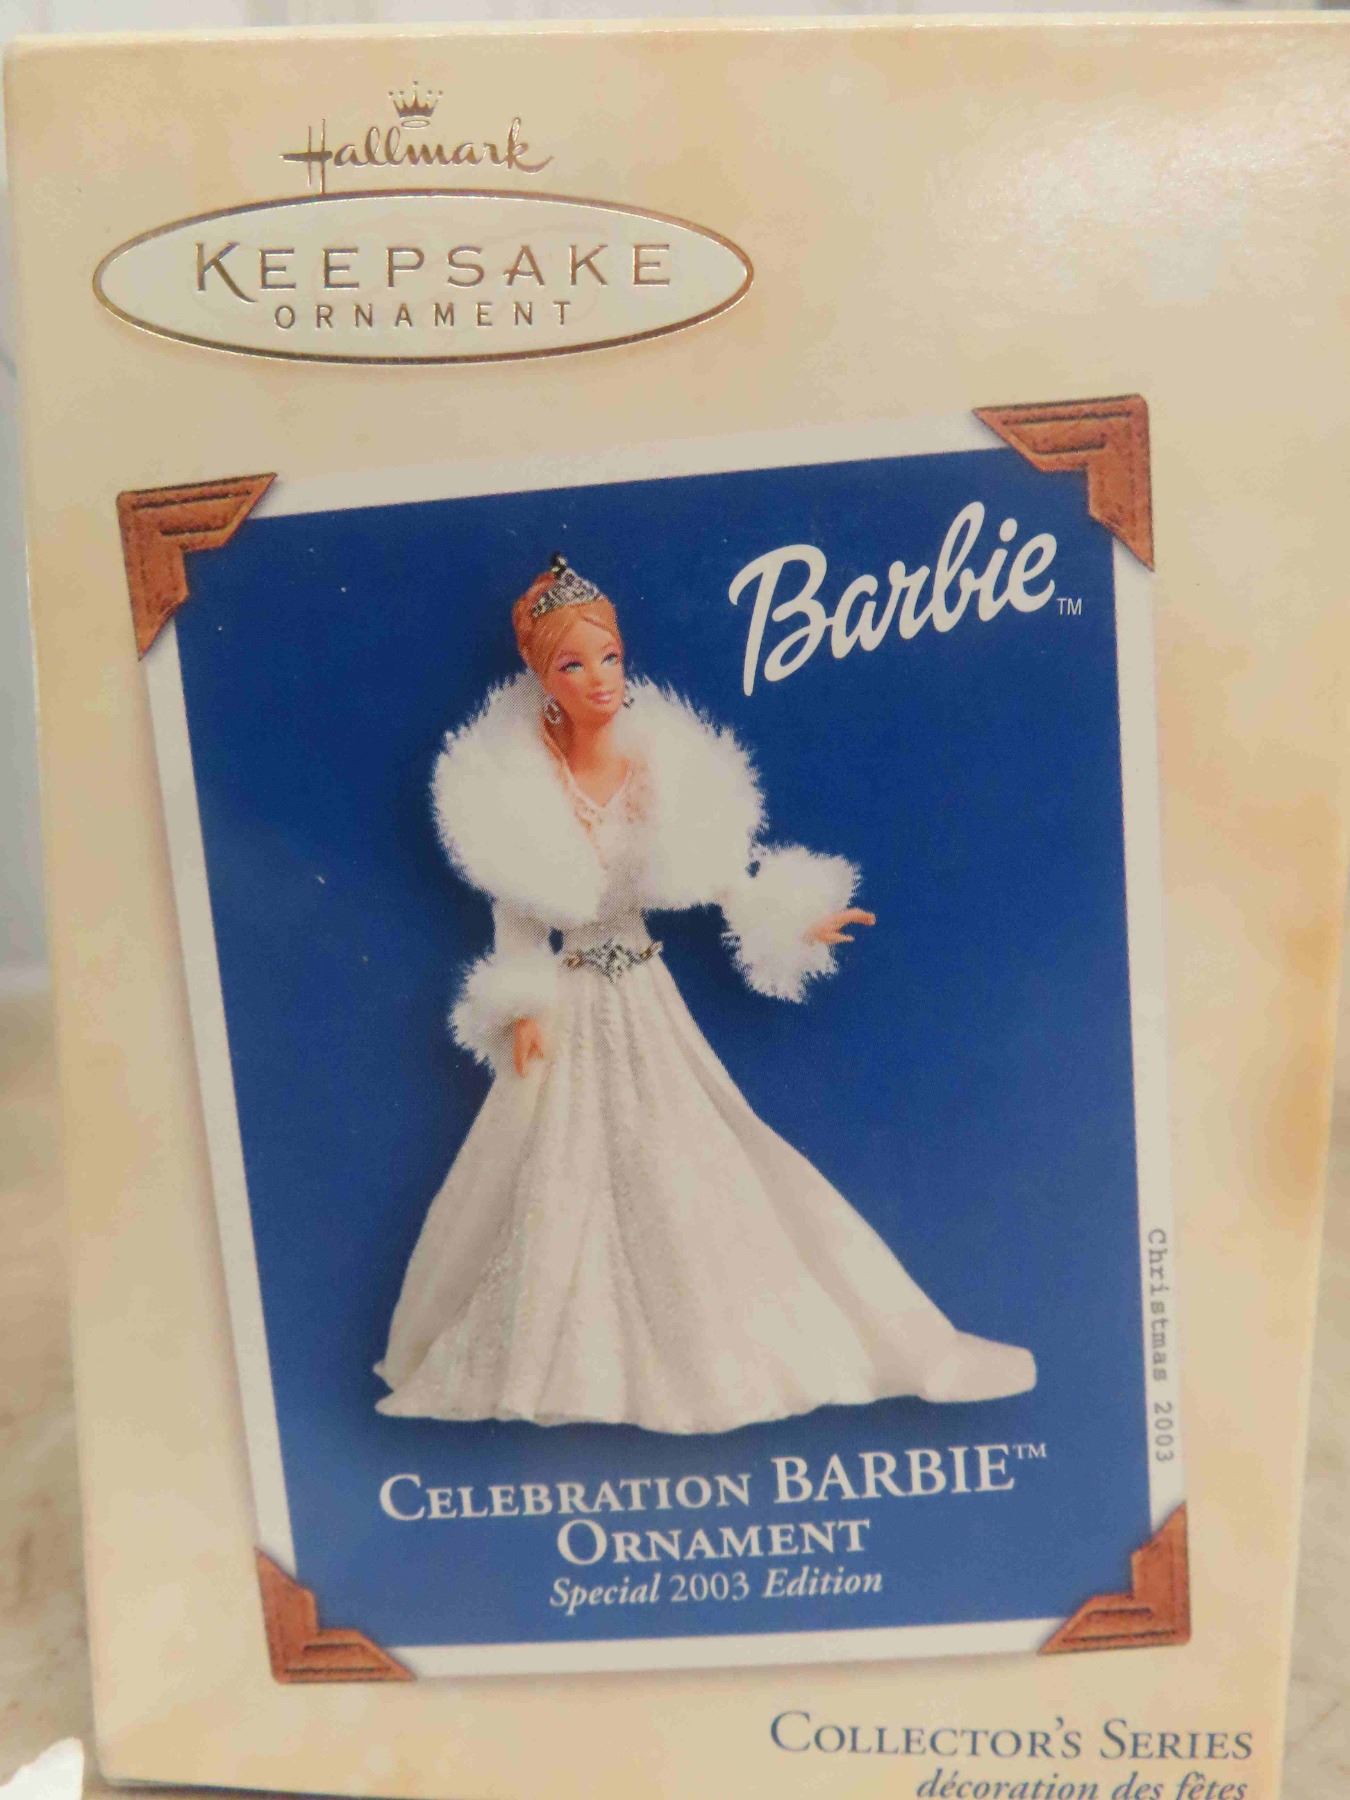 Hallmark
KEEPSAKE
ORNAMENT
Barbie™
Christmas 2003
CELEBRATION BARBIE™
ORNAMENT
Special 2003 Edition
COLLECTOR'S SERIES
décoration des fêtes